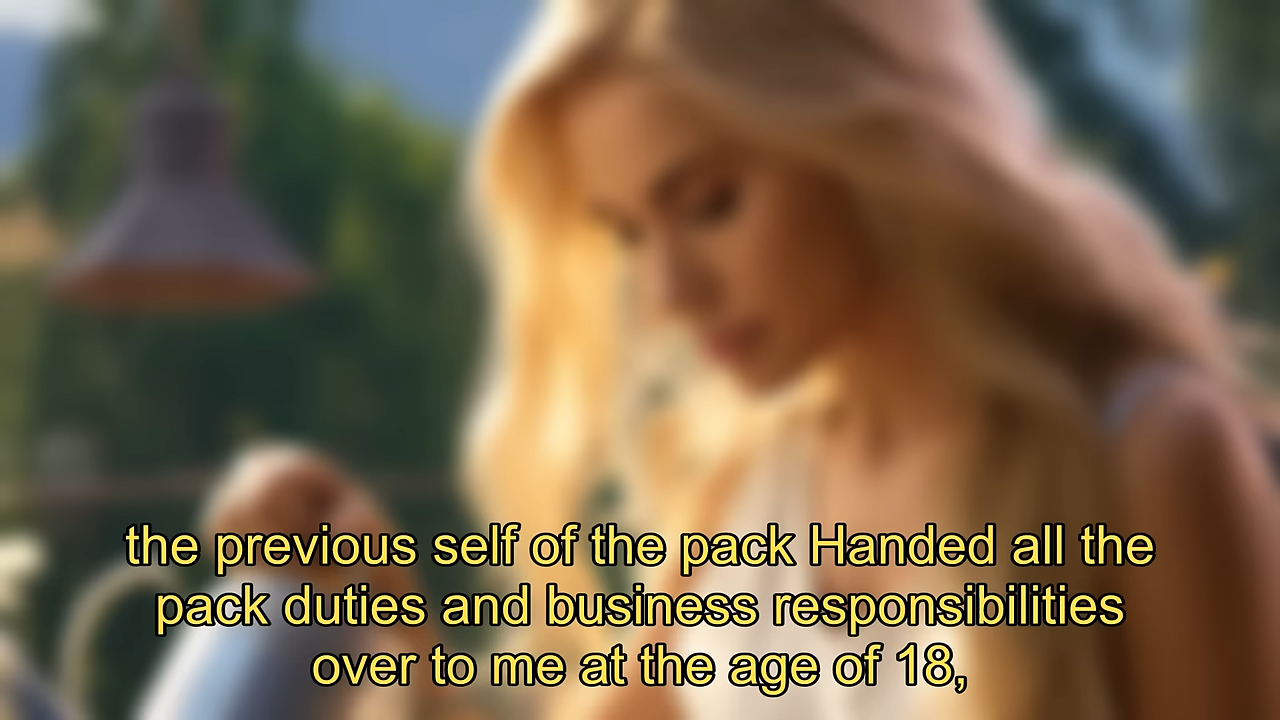 the previous self of the pack Handed all the
pack duties and business responsibilities
over to me at the age of 18,